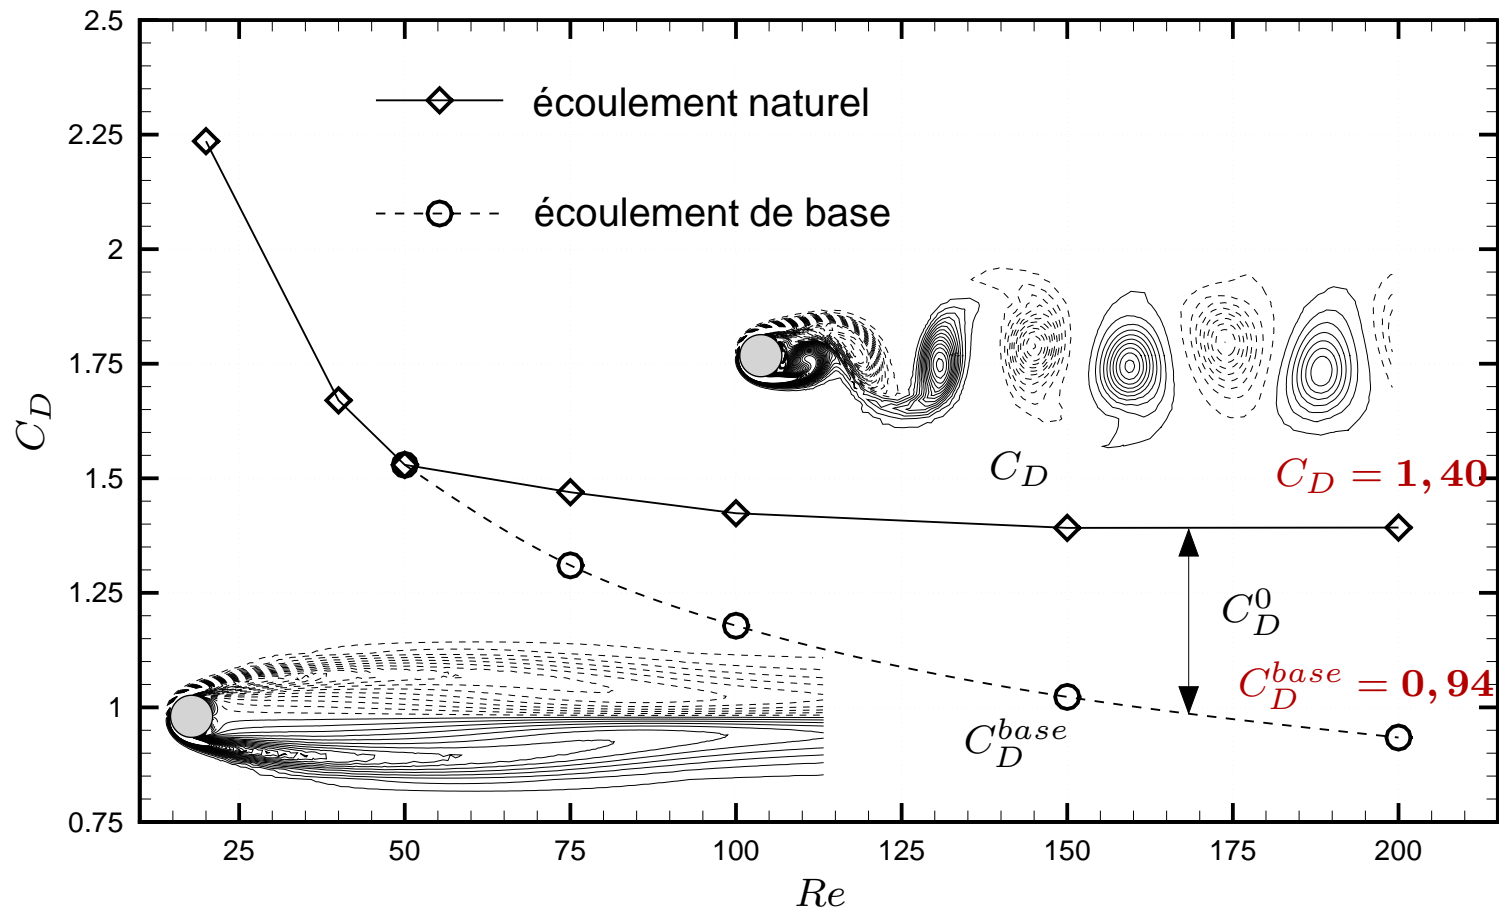 2.5
2.25
2
1.75
1.5
1.25
1
0.75
C_D
écoulement naturel
écoulement de base
C_D
C_D = 1,40
C_D^0
C_D^{base} = 0,94
C_D^{base}
25 50 75 100 125 150 175 200
Re